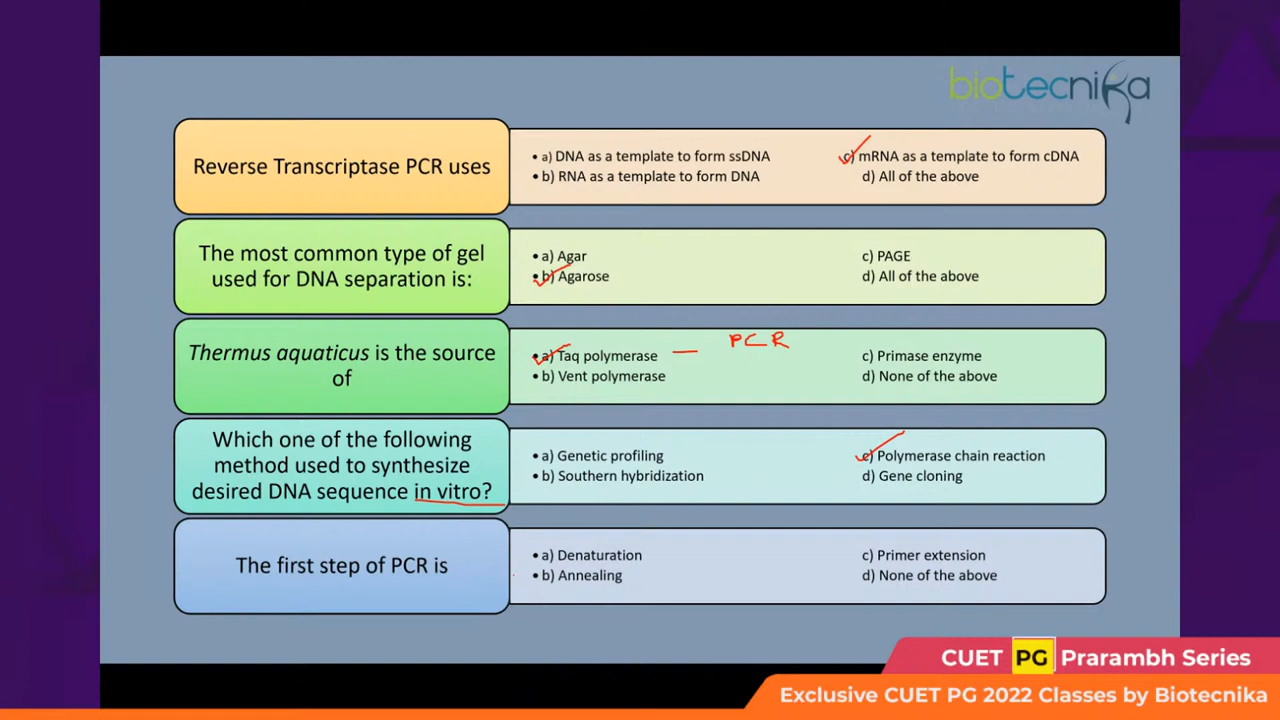 biotecnika
Reverse Transcriptase PCR uses
• a) DNA as a template to form ssDNA
• b) RNA as a template to form DNA
c) mRNA as a template to form cDNA
d) All of the above
The most common type of gel
used for DNA separation is:
• a) Agar
• b) Agarose
c) PAGE
d) All of the above
Thermus aquaticus is the source
of
• a) Taq polymerase — PCR
• b) Vent polymerase
c) Primase enzyme
d) None of the above
Which one of the following
method used to synthesize
desired DNA sequence in vitro?
• a) Genetic profiling
• b) Southern hybridization
c) Polymerase chain reaction
d) Gene cloning
The first step of PCR is
• a) Denaturation
• b) Annealing
c) Primer extension
d) None of the above
CUET PG Prarambh Series
Exclusive CUET PG 2022 Classes by Biotecnika